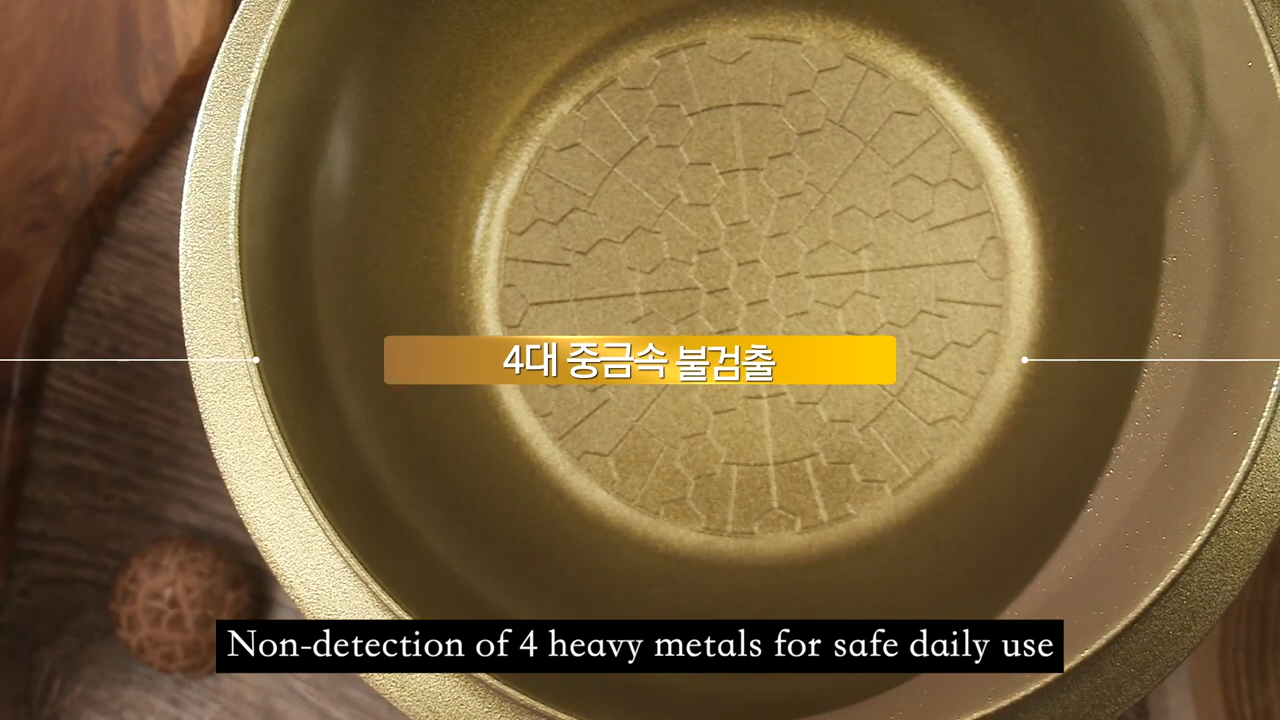 4대 중금속 불검출
Non-detection of 4 heavy metals for safe daily use